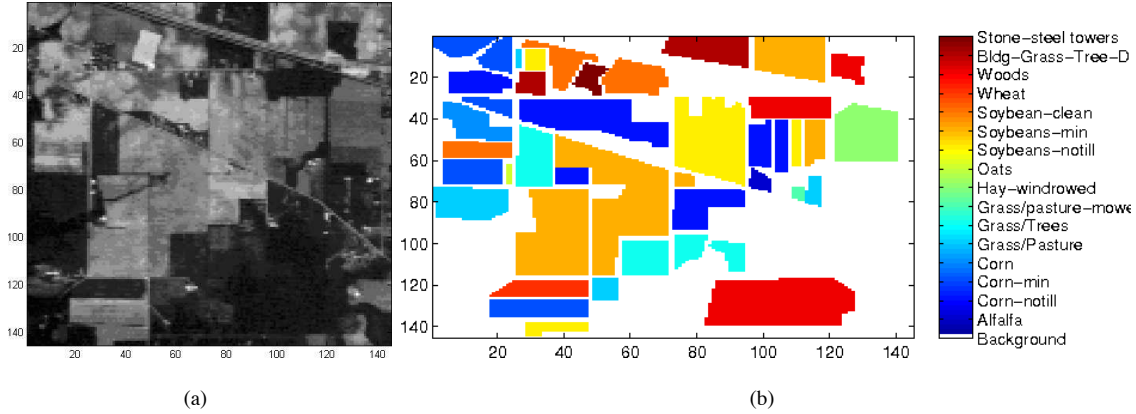 20
40
60
80
100
120
140
20 40 60 80 100 120 140
(a)
20
40
60
80
100
120
140
20 40 60 80 100 120 140
(b)
Stone-steel towers
Bldg-Grass-Tree-D
Woods
Wheat
Soybean-clean
Soybeans-min
Soybeans-notill
Oats
Hay-windrowed
Grass/pasture-mowe
Grass/Trees
Grass/Pasture
Corn
Corn-min
Corn-notill
Alfalfa
Background